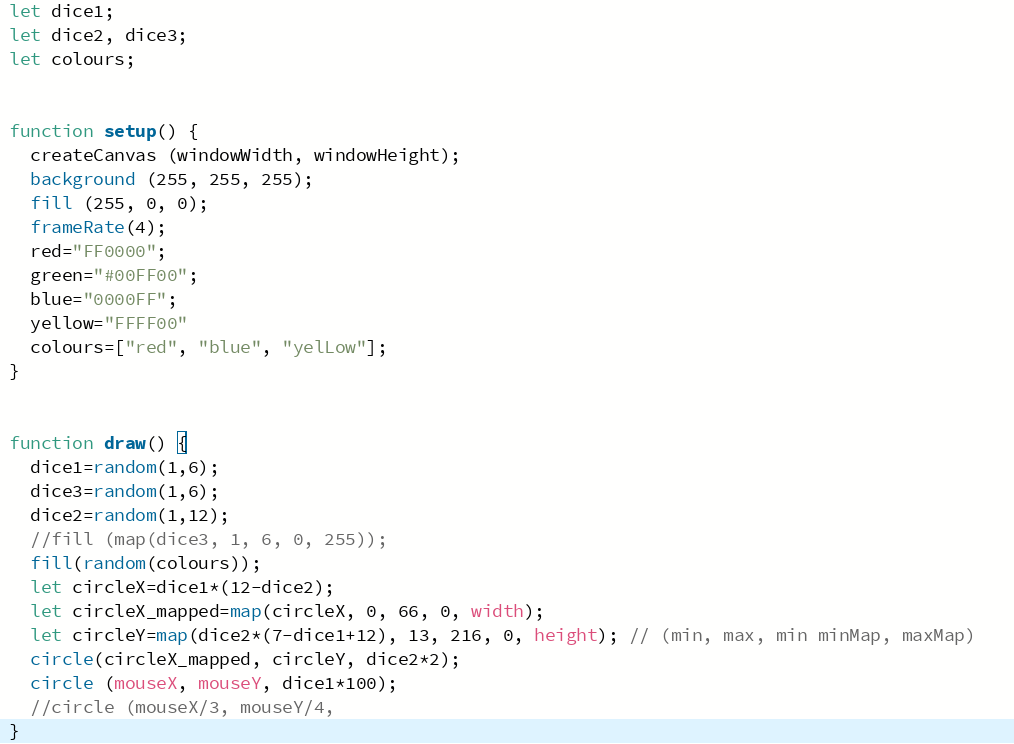 let dice1;
let dice2, dice3;
let colours;
function setup() {
  createCanvas (windowWidth, windowHeight);
  background (255, 255, 255);
  fill (255, 0, 0);
  frameRate(4);
  red="FF0000";
  green="#00FF00";
  blue="0000FF";
  yellow="FFFF00"
  colours=["red", "blue", "yelLow"];
}
function draw() {
  dice1=random(1,6);
  dice3=random(1,6);
  dice2=random(1,12);
  //fill (map(dice3, 1, 6, 0, 255));
  fill(random(colours));
  let circleX=dice1*(12-dice2);
  let circleX_mapped=map(circleX, 0, 66, 0, width);
  let circleY=map(dice2*(7-dice1+12), 13, 216, 0, height); // (min, max, min minMap, maxMap)
  circle(circleX_mapped, circleY, dice2*2);
  circle (mouseX, mouseY, dice1*100);
  //circle (mouseX/3, mouseY/4,
}